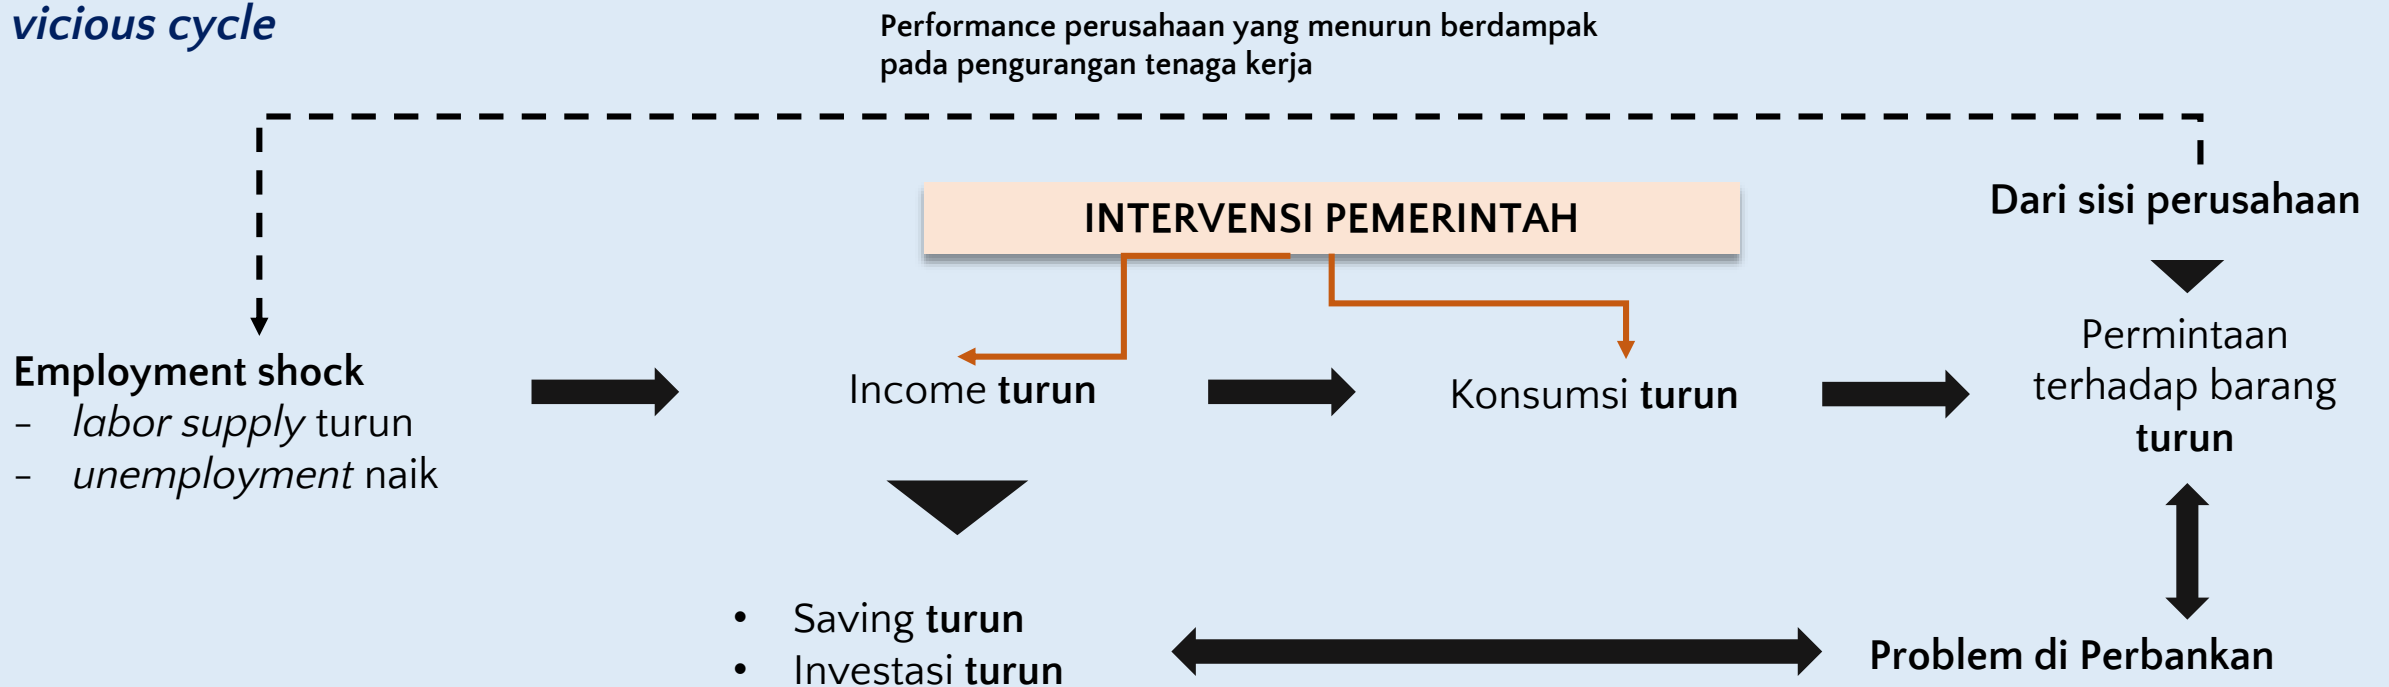 vicious cycle
Performance perusahaan yang menurun berdampak
pada pengurangan tenaga kerja
INTERVENSI PEMERINTAH
Dari sisi perusahaan
Employment shock
- labor supply turun
- unemployment naik
Income turun
Konsumsi turun
Permintaan
terhadap barang
turun
• Saving turun
• Investasi turun
Problem di Perbankan